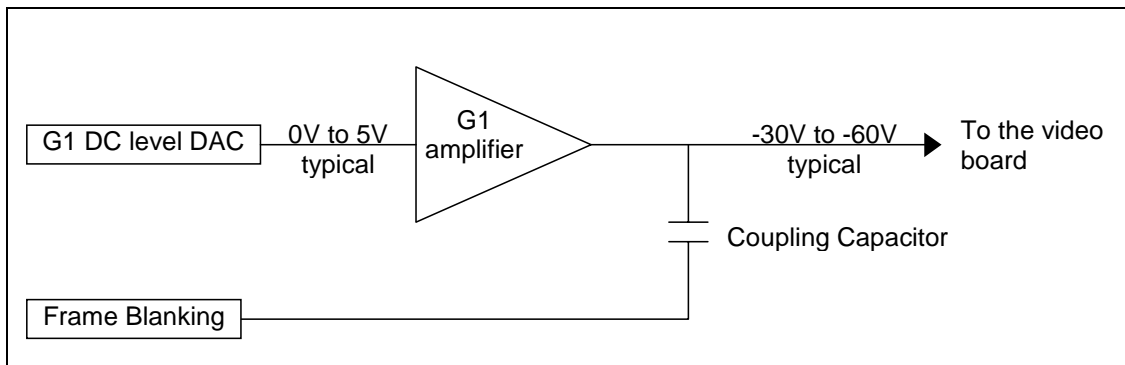 G1 DC level DAC
0V to 5V
typical
G1
amplifier
-30V to -60V
typical
To the video
board
Coupling Capacitor
Frame Blanking